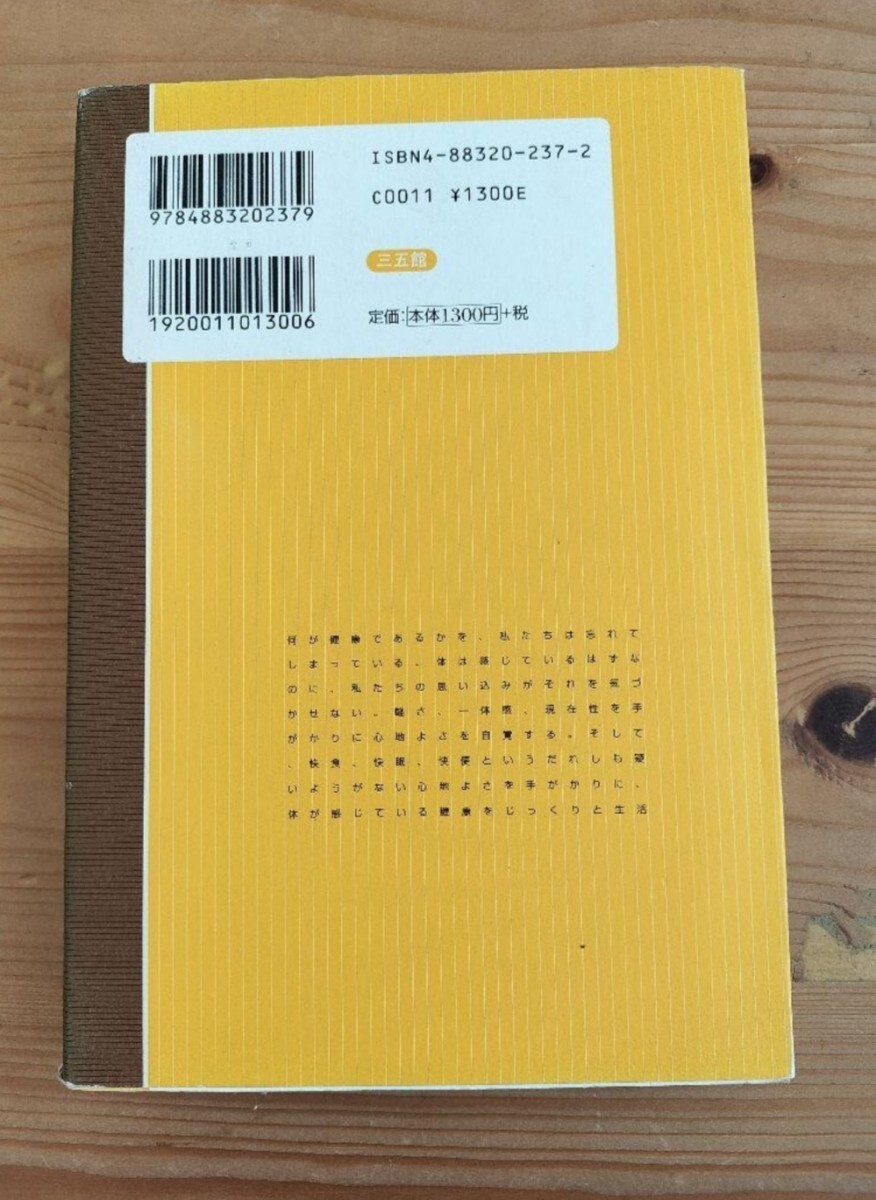 9784883202379
ISBN4-88320-237-2
C0011 ¥1300E
1920011013006
三五館
定価:本体1300円+税
何が健康であるかを、私たちは忘れて
しまっている。体は感じているはずな
のに、私たちの思い込みがそれを気づ
かせない。軽さ、一体感、現在性を手
がかりに心地よさを自覚する。そして
、快食、快眠、快便というだれしも疑
いようがない心地よさを手がかりに、
体が感じている健康をじっくりと生活